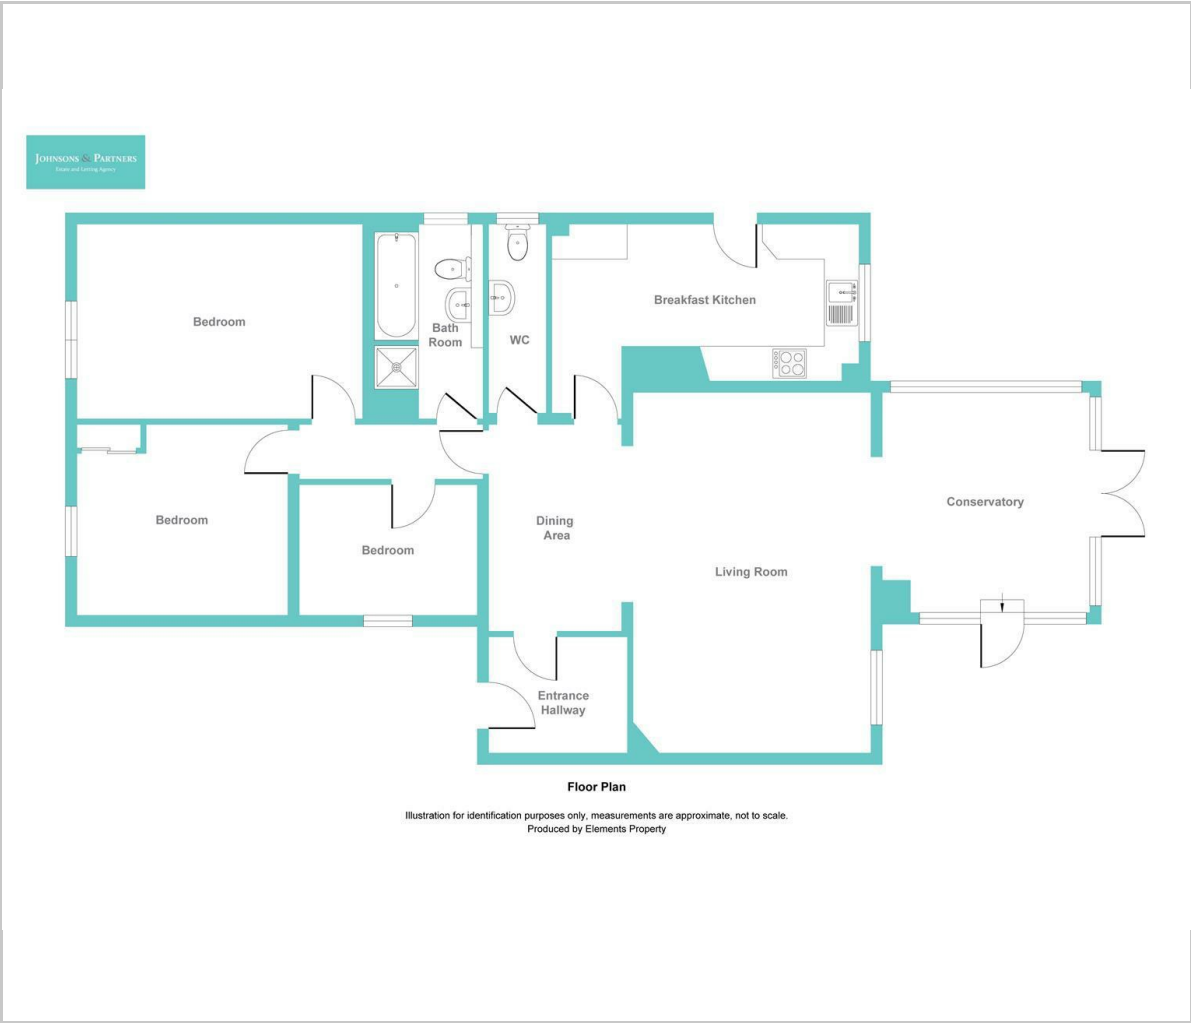 JOHNSONS & PARTNERS
Estate and Letting Agency
Bedroom
Bath
Room
WC
Breakfast Kitchen
Bedroom
Bedroom
Dining
Area
Living Room
Conservatory
Entrance
Hallway
Floor Plan
Illustration for identification purposes only, measurements are approximate, not to scale.
Produced by Elements Property